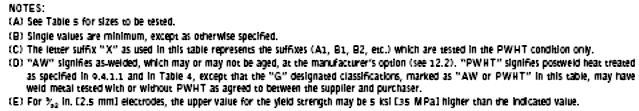 NOTES:
(A) See Table 5 for sizes to be tested.
(B) Single values are minimum, except as otherwise specified.
(C) The letter suffix "X" as used in this table represents the suffixes (A1, B1, B2, etc.) which are tested in the PWHT condition only.
(D) "AW" signifies as-welded, which may or may not be aged, at the manufacturer's option (see 12.2). "PWHT" signifies postweld heat treated
as specified in 9.4.1.1 and in Table 4, except that the "G" designated classifications, marked as "AW or PWHT" in this table, may have
weld metal tested with or without PWHT as agreed to between the supplier and purchaser.
(E) For 3/32 in. [2.5 mm] electrodes, the upper value for the yield strength may be 5 ksi [35 MPa] higher than the indicated value.